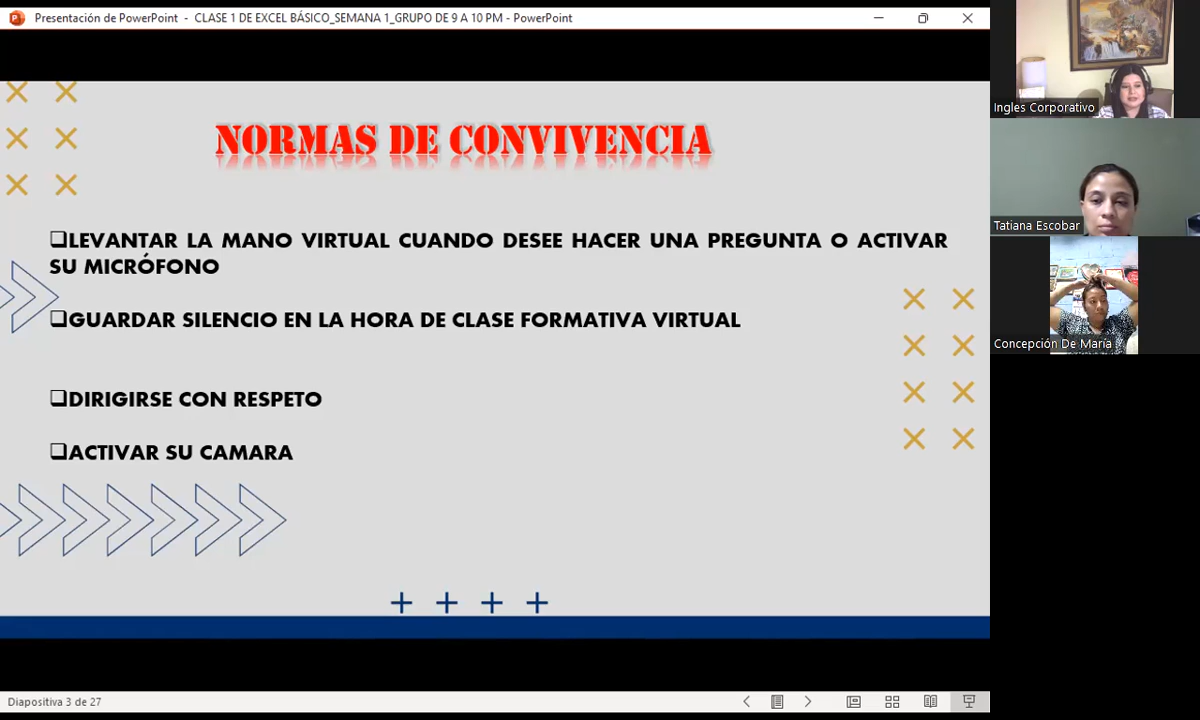 Presentación de PowerPoint - CLASE 1 DE EXCEL BÁSICO_SEMANA 1_GRUPO DE 9 A 10 PM - PowerPoint
NORMAS DE CONVIVENCIA
❑LEVANTAR LA MANO VIRTUAL CUANDO DESEE HACER UNA PREGUNTA O ACTIVAR
SU MICRÓFONO
❑GUARDAR SILENCIO EN LA HORA DE CLASE FORMATIVA VIRTUAL
❑DIRIGIRSE CON RESPETO
❑ACTIVAR SU CAMARA
Diapositiva 3 de 27
Ingles Corporativo
Tatiana Escobar
Concepción De María